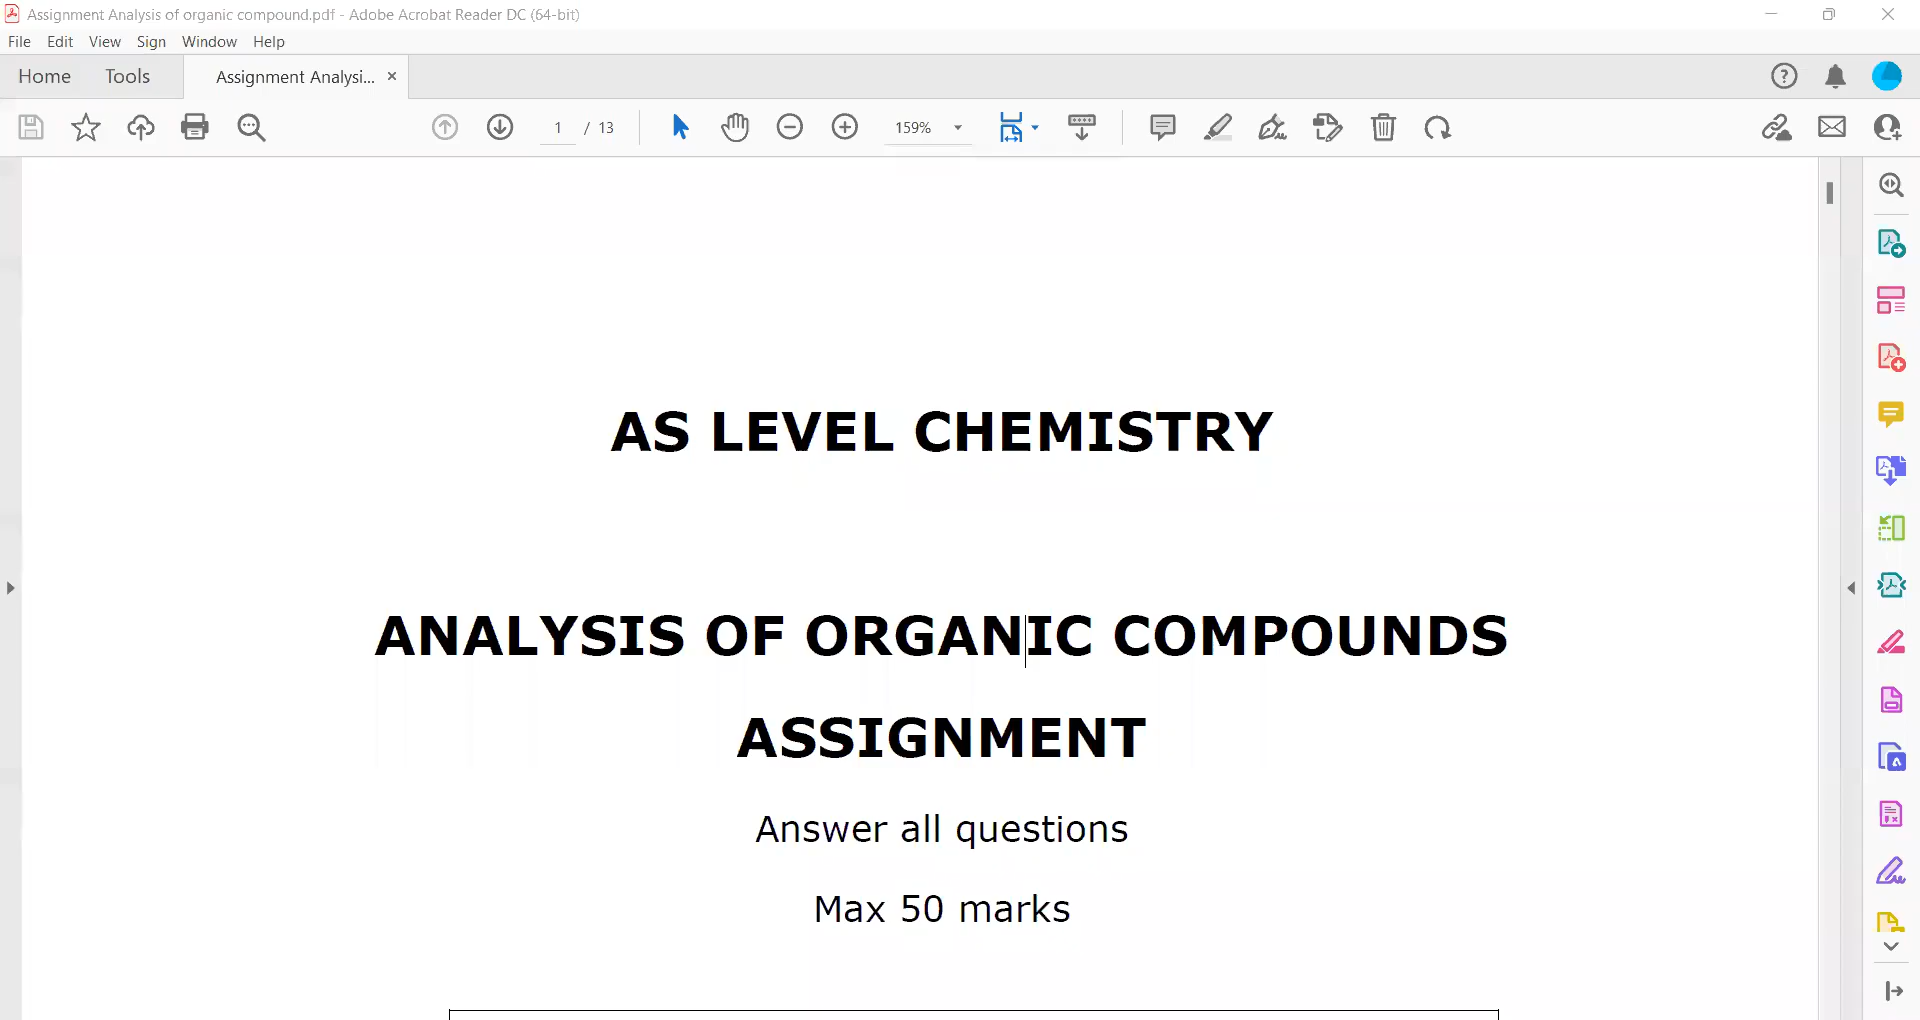 Assignment Analysis of organic compound.pdf - Adobe Acrobat Reader DC (64-bit)
File Edit View Sign Window Help
Home Tools Assignment Analysi... ×
1 / 13 159%
AS LEVEL CHEMISTRY
ANALYSIS OF ORGANIC COMPOUNDS
ASSIGNMENT
Answer all questions
Max 50 marks